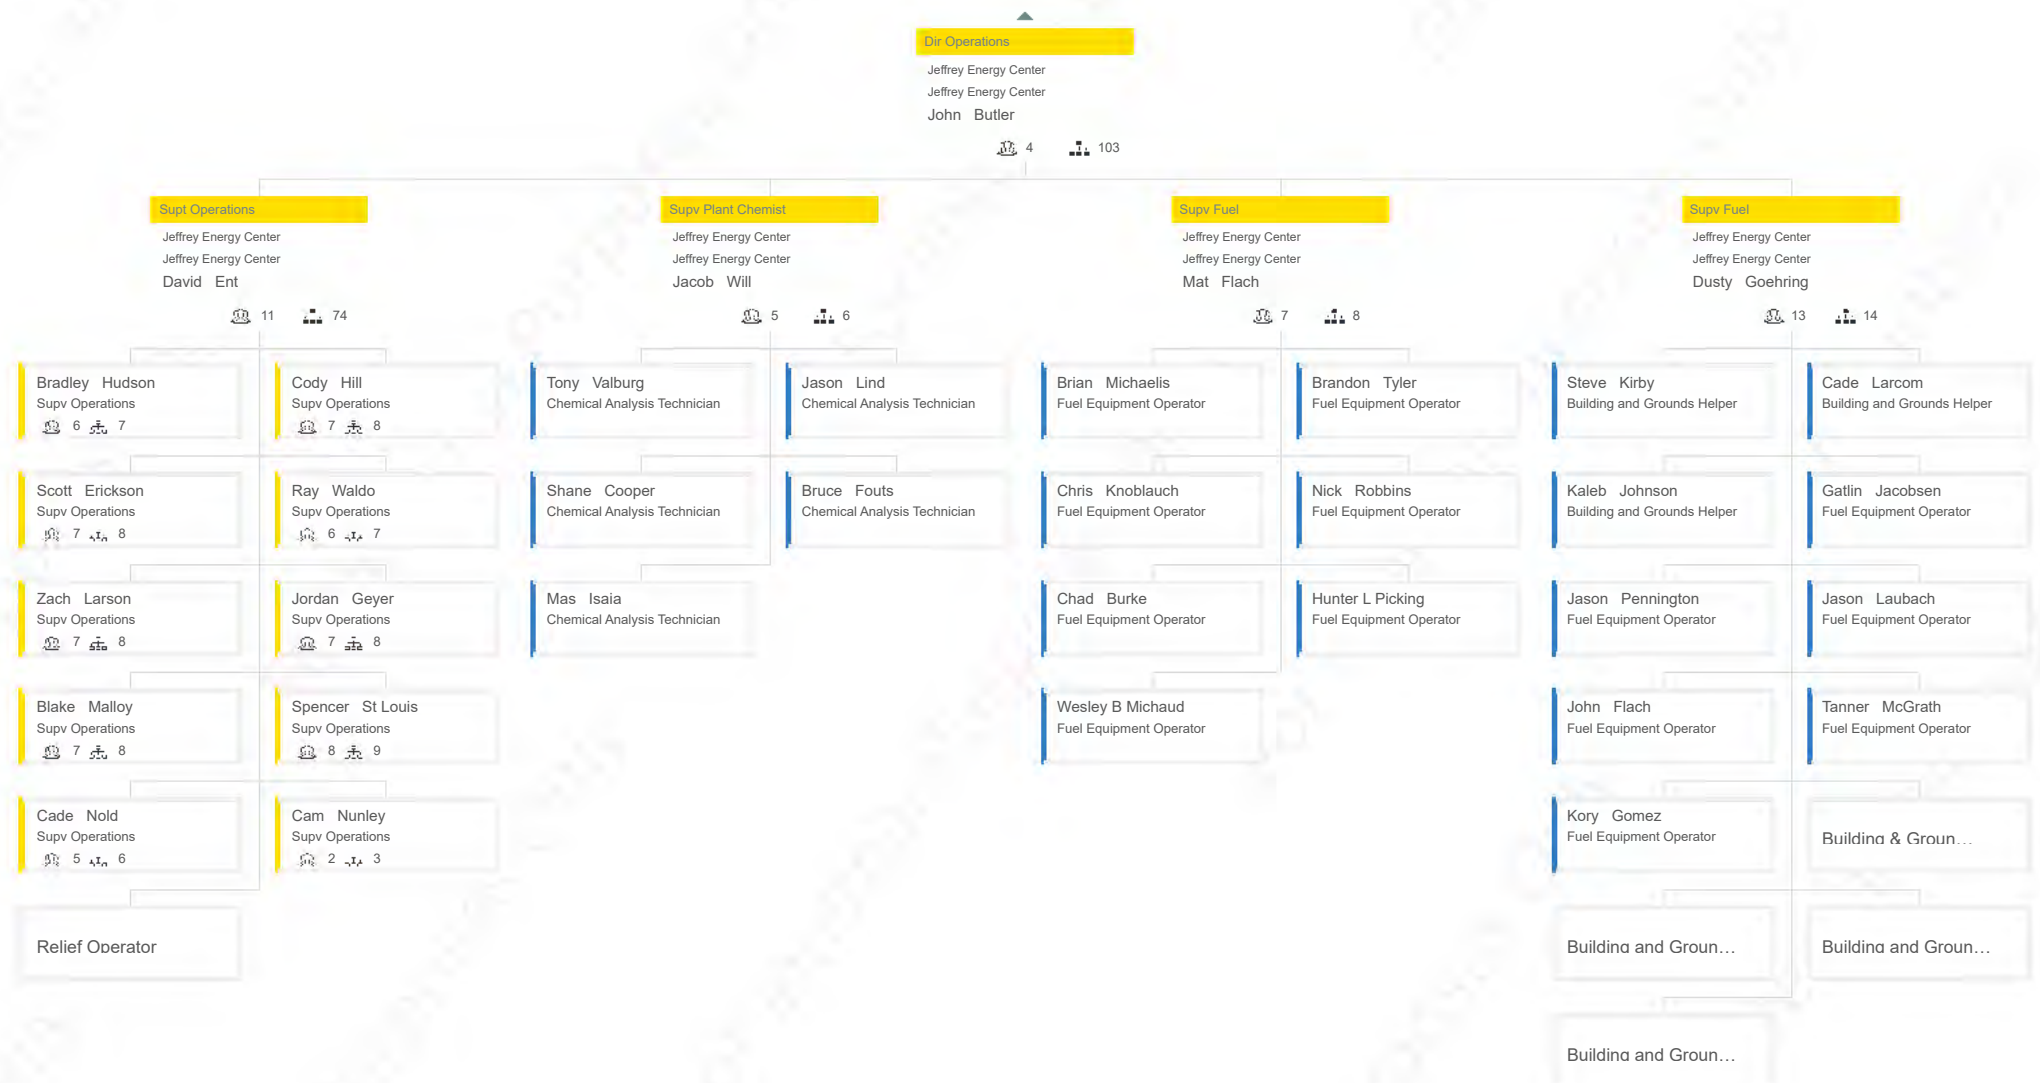 Dir Operations
Jeffrey Energy Center
Jeffrey Energy Center
John Butler
4 103
Supt Operations
Jeffrey Energy Center
Jeffrey Energy Center
David Ent
11 74
Bradley Hudson
Supv Operations
6 7
Cody Hill
Supv Operations
7 8
Scott Erickson
Supv Operations
7 8
Ray Waldo
Supv Operations
6 7
Zach Larson
Supv Operations
7 8
Jordan Geyer
Supv Operations
7 8
Blake Malloy
Supv Operations
7 8
Spencer St Louis
Supv Operations
8 9
Cade Nold
Supv Operations
5 6
Cam Nunley
Supv Operations
2 3
Relief Operator
Supv Plant Chemist
Jeffrey Energy Center
Jeffrey Energy Center
Jacob Will
5 6
Tony Valburg
Chemical Analysis Technician
Jason Lind
Chemical Analysis Technician
Shane Cooper
Chemical Analysis Technician
Bruce Fouts
Chemical Analysis Technician
Mas Isaia
Chemical Analysis Technician
Supv Fuel
Jeffrey Energy Center
Jeffrey Energy Center
Mat Flach
7 8
Brian Michaelis
Fuel Equipment Operator
Brandon Tyler
Fuel Equipment Operator
Chris Knoblauch
Fuel Equipment Operator
Nick Robbins
Fuel Equipment Operator
Chad Burke
Fuel Equipment Operator
Hunter L Picking
Fuel Equipment Operator
Wesley B Michaud
Fuel Equipment Operator
Supv Fuel
Jeffrey Energy Center
Jeffrey Energy Center
Dusty Goehring
13 14
Steve Kirby
Building and Grounds Helper
Cade Larcom
Building and Grounds Helper
Kaleb Johnson
Building and Grounds Helper
Gatlin Jacobsen
Fuel Equipment Operator
Jason Pennington
Fuel Equipment Operator
Jason Laubach
Fuel Equipment Operator
John Flach
Fuel Equipment Operator
Tanner McGrath
Fuel Equipment Operator
Kory Gomez
Fuel Equipment Operator
Building & Groun…
Building and Groun…
Building and Groun…
Building and Groun…